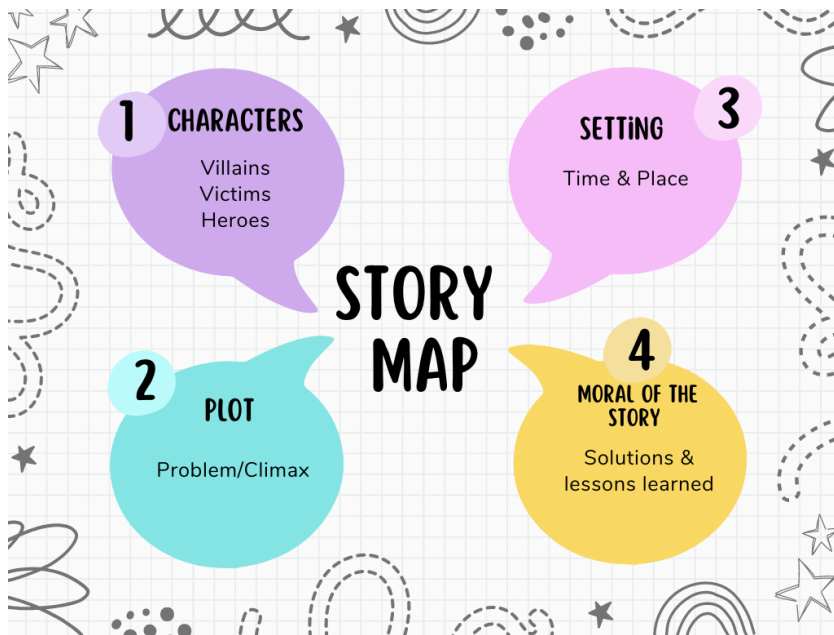 1
CHARACTERS
Villains
Victims
Heroes
STORY
MAP
2
PLOT
Problem/Climax
3
SETTiNG
Time & Place
4
MORAL OF THE
STORY
Solutions &
lessons learned